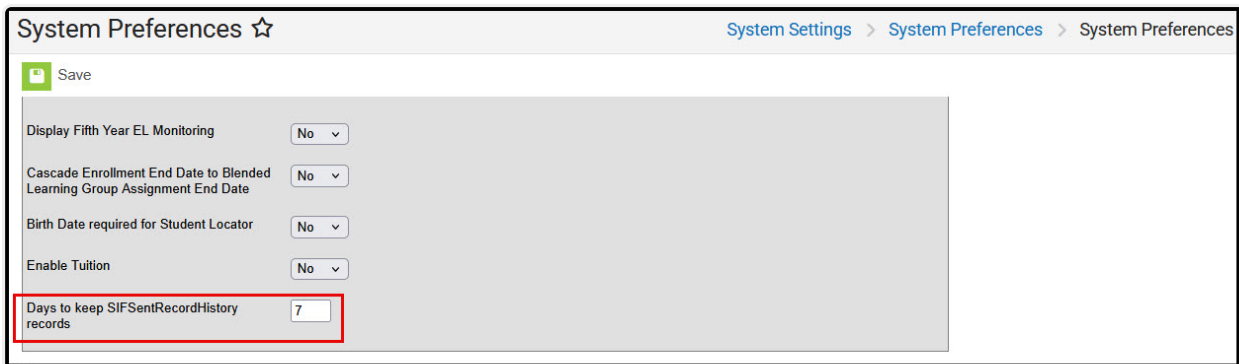 System Preferences
System Settings > System Preferences > System Preferences
Save
Display Fifth Year EL Monitoring No
Cascade Enrollment End Date to Blended
Learning Group Assignment End Date No
Birth Date required for Student Locator No
Enable Tuition No
Days to keep SIFSentRecordHistory
records 7